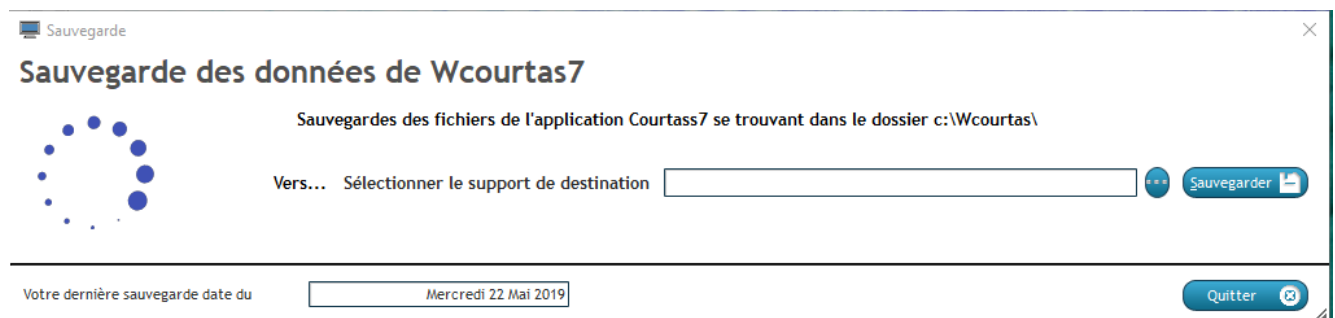 Sauvegarde
Sauvegarde des données de Wcourtas7
Sauvegardes des fichiers de l'application Courtass7 se trouvant dans le dossier c:\Wcourtas\
Vers... Sélectionner le support de destination ... Sauvegarder
Votre dernière sauvegarde date du Mercredi 22 Mai 2019 Quitter